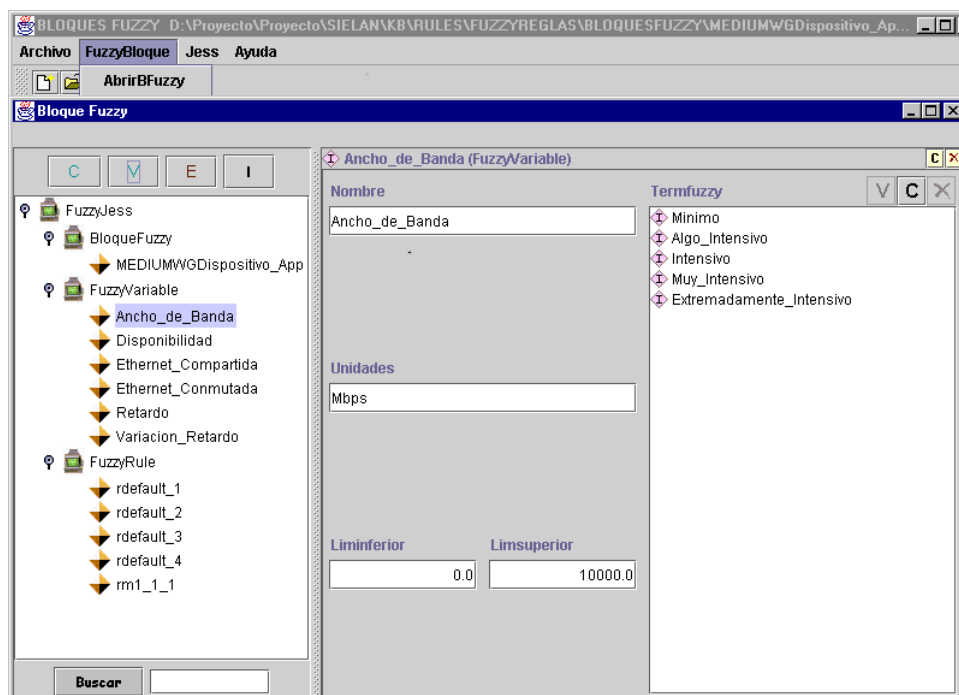 BLOQUES FUZZY D:\Proyecto\Proyecto\SIELAN\KB\RULES\FUZZYREGLAS\BLOQUESFUZZY\MEDIUMWGDispositivo_Ap...
Archivo FuzzyBloque Jess Ayuda
AbrirBFuzzy
Bloque Fuzzy
C V E I
FuzzyJess
BloqueFuzzy
MEDIUMWGDispositivo_App
FuzzyVariable
Ancho_de_Banda
Disponibilidad
Ethernet_Compartida
Ethernet_Conmutada
Retardo
Variacion_Retardo
FuzzyRule
rdefault_1
rdefault_2
rdefault_3
rdefault_4
rm1_1_1
Buscar
Ancho_de_Banda (FuzzyVariable) C X
Nombre
Ancho_de_Banda
Unidades
Mbps
Liminferior Limsuperior
0.0 10000.0
Termfuzzy V C X
Minimo
Algo_Intensivo
Intensivo
Muy_Intensivo
Extremadamente_Intensivo